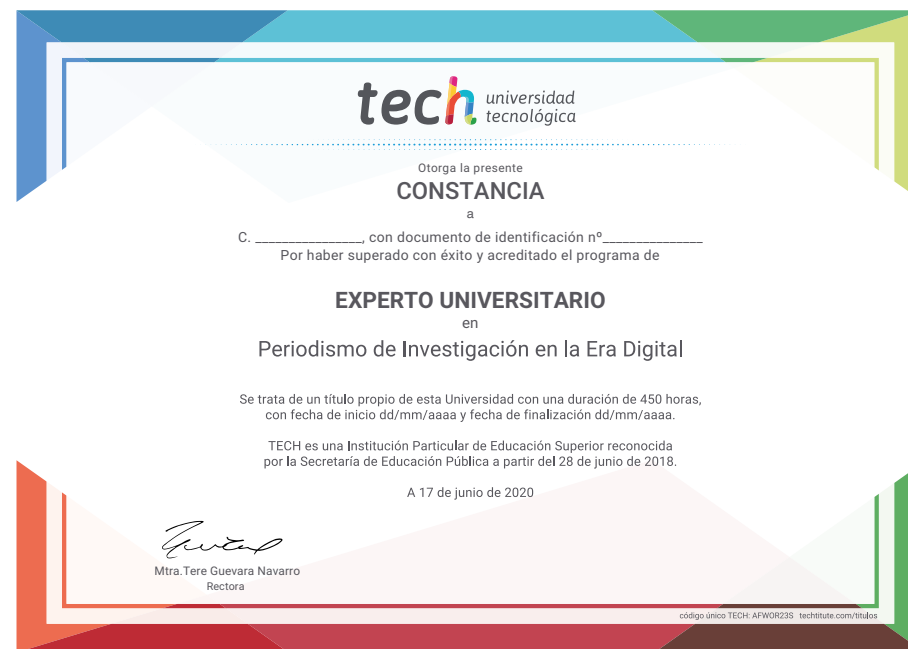 tech universidad
tecnológica
Otorga la presente
CONSTANCIA
a
C. ________________, con documento de identificación nº_______________
Por haber superado con éxito y acreditado el programa de
EXPERTO UNIVERSITARIO
en
Periodismo de Investigación en la Era Digital
Se trata de un título propio de esta Universidad con una duración de 450 horas,
con fecha de inicio dd/mm/aaaa y fecha de finalización dd/mm/aaaa.
TECH es una Institución Particular de Educación Superior reconocida
por la Secretaría de Educación Pública a partir del 28 de junio de 2018.
A 17 de junio de 2020
Mtra.Tere Guevara Navarro
Rectora
código único TECH: AFWOR23S techtitute.com/titulos